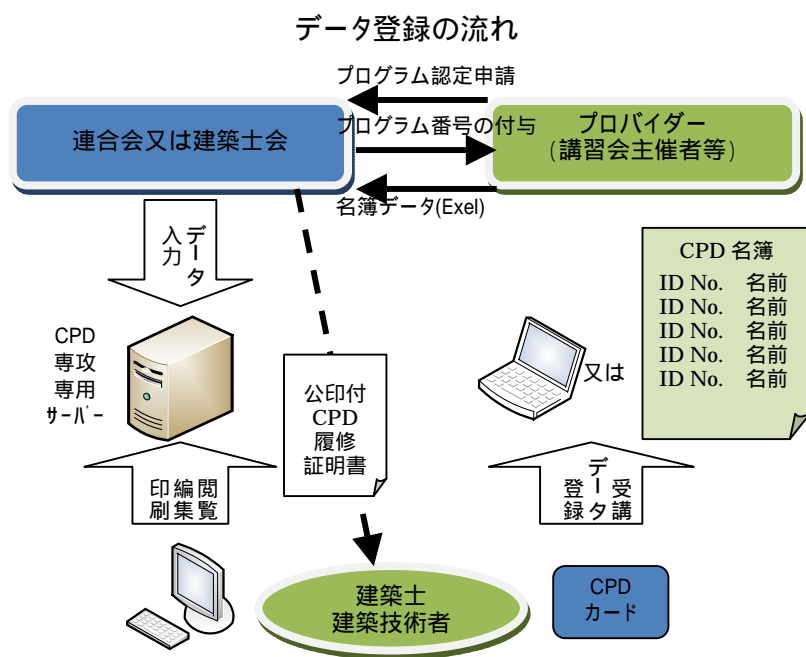 データ登録の流れ
プログラム認定申請
連合会又は建築士会
プログラム番号の付与
プロバイダー
(講習会主催者等)
名簿データ(Exel)
データ
入力
CPD 名簿
ID No. 名前
ID No. 名前
ID No. 名前
ID No. 名前
ID No. 名前
CPD
専攻
専用
ｻｰﾊﾞｰ
又は
公印付
CPD
履修
証明書
閲覧
編集
印刷
受講
データ
登録
建築士
建築技術者
CPD
カード